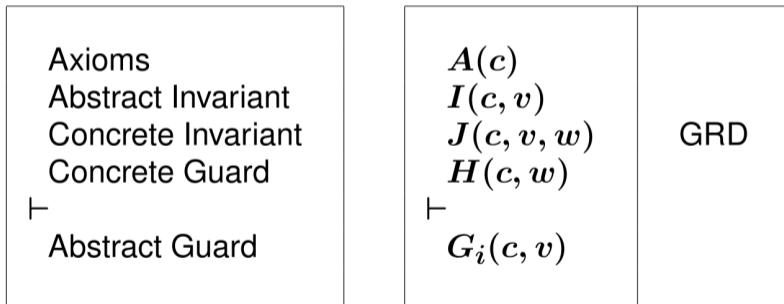 Axioms
Abstract Invariant
Concrete Invariant
Concrete Guard
⊢
Abstract Guard
A(c)
I(c, v)
J(c, v, w)
H(c, w)
⊢
G_i(c, v)
GRD